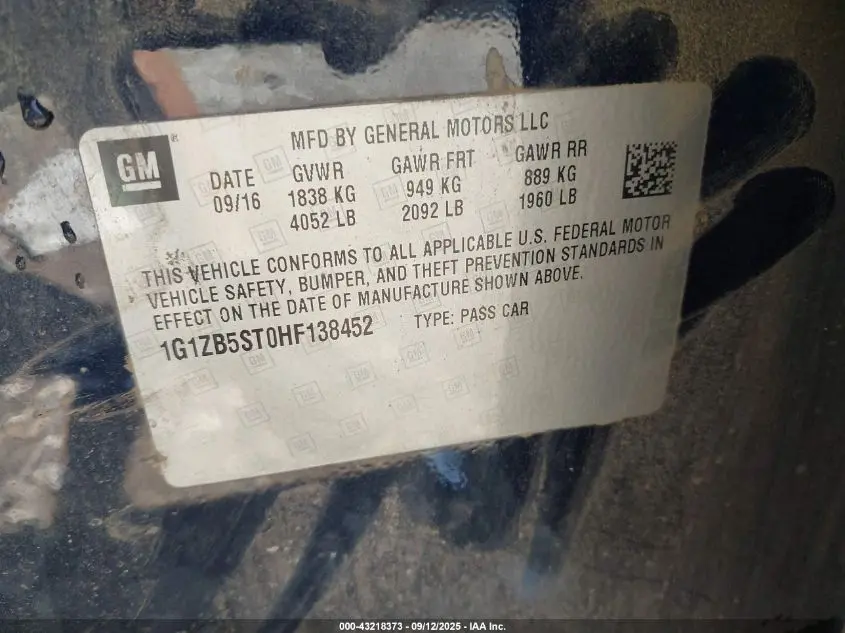 GM
®
MFD BY GENERAL MOTORS LLC
DATE GVWR GAWR FRT GAWR RR
09/16 1838 KG 949 KG 889 KG
4052 LB 2092 LB 1960 LB
THIS VEHICLE CONFORMS TO ALL APPLICABLE U.S. FEDERAL MOTOR
VEHICLE SAFETY, BUMPER, AND THEFT PREVENTION STANDARDS IN
EFFECT ON THE DATE OF MANUFACTURE SHOWN ABOVE.
1G1ZB5ST0HF138452 TYPE: PASS CAR
000-43218373 - 09/12/2025 - IAA Inc.